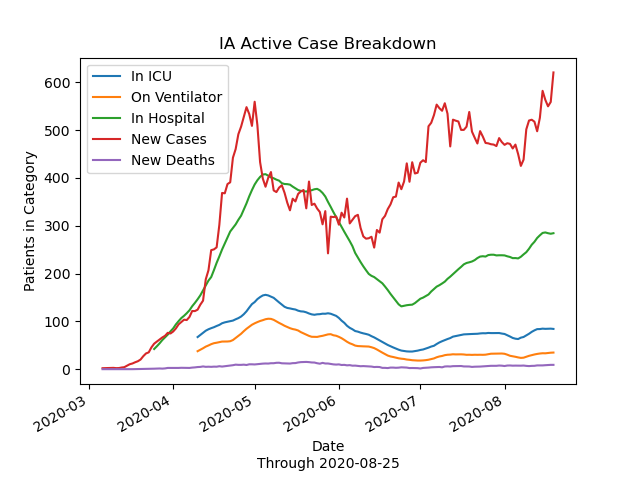 IA Active Case Breakdown
In ICU
On Ventilator
In Hospital
New Cases
New Deaths
Patients in Category
600
500
400
300
200
100
0
2020-03
2020-04
2020-05
2020-06
2020-07
2020-08
Date
Through 2020-08-25